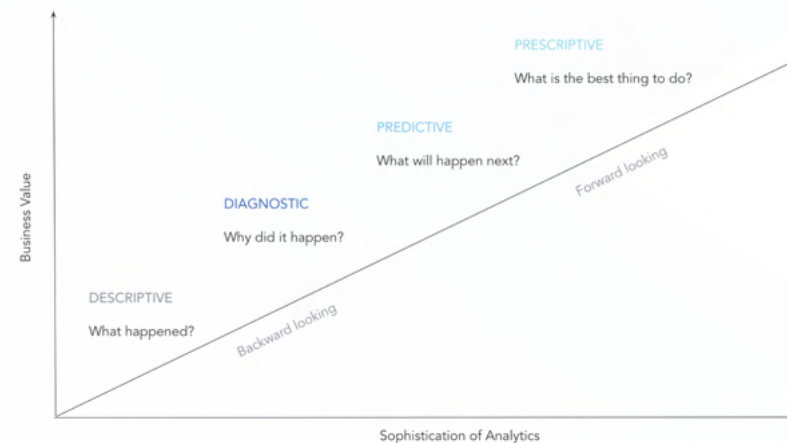 PRESCRIPTIVE
What is the best thing to do?
PREDICTIVE
What will happen next?
Forward looking
DIAGNOSTIC
Why did it happen?
Business Value
DESCRIPTIVE
What happened?
Backward looking
Sophistication of Analytics